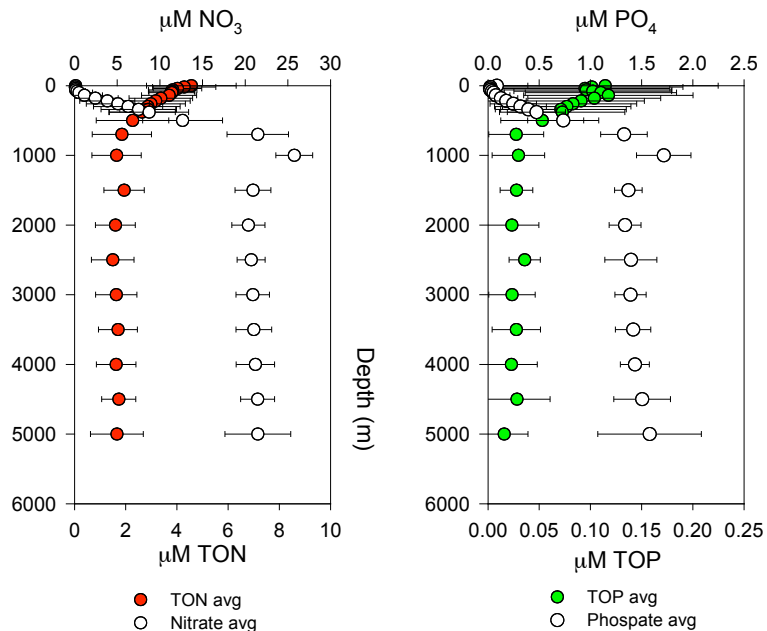 μM NO3
0 5 10 15 20 25 30
0
1000
2000
3000
4000
5000
6000
0 2 4 6 8 10
μM TON
TON avg
Nitrate avg
Depth (m)
μM PO4
0.0 0.5 1.0 1.5 2.0 2.5
0
1000
2000
3000
4000
5000
6000
0.00 0.05 0.10 0.15 0.20 0.25
μM TOP
TOP avg
Phospate avg